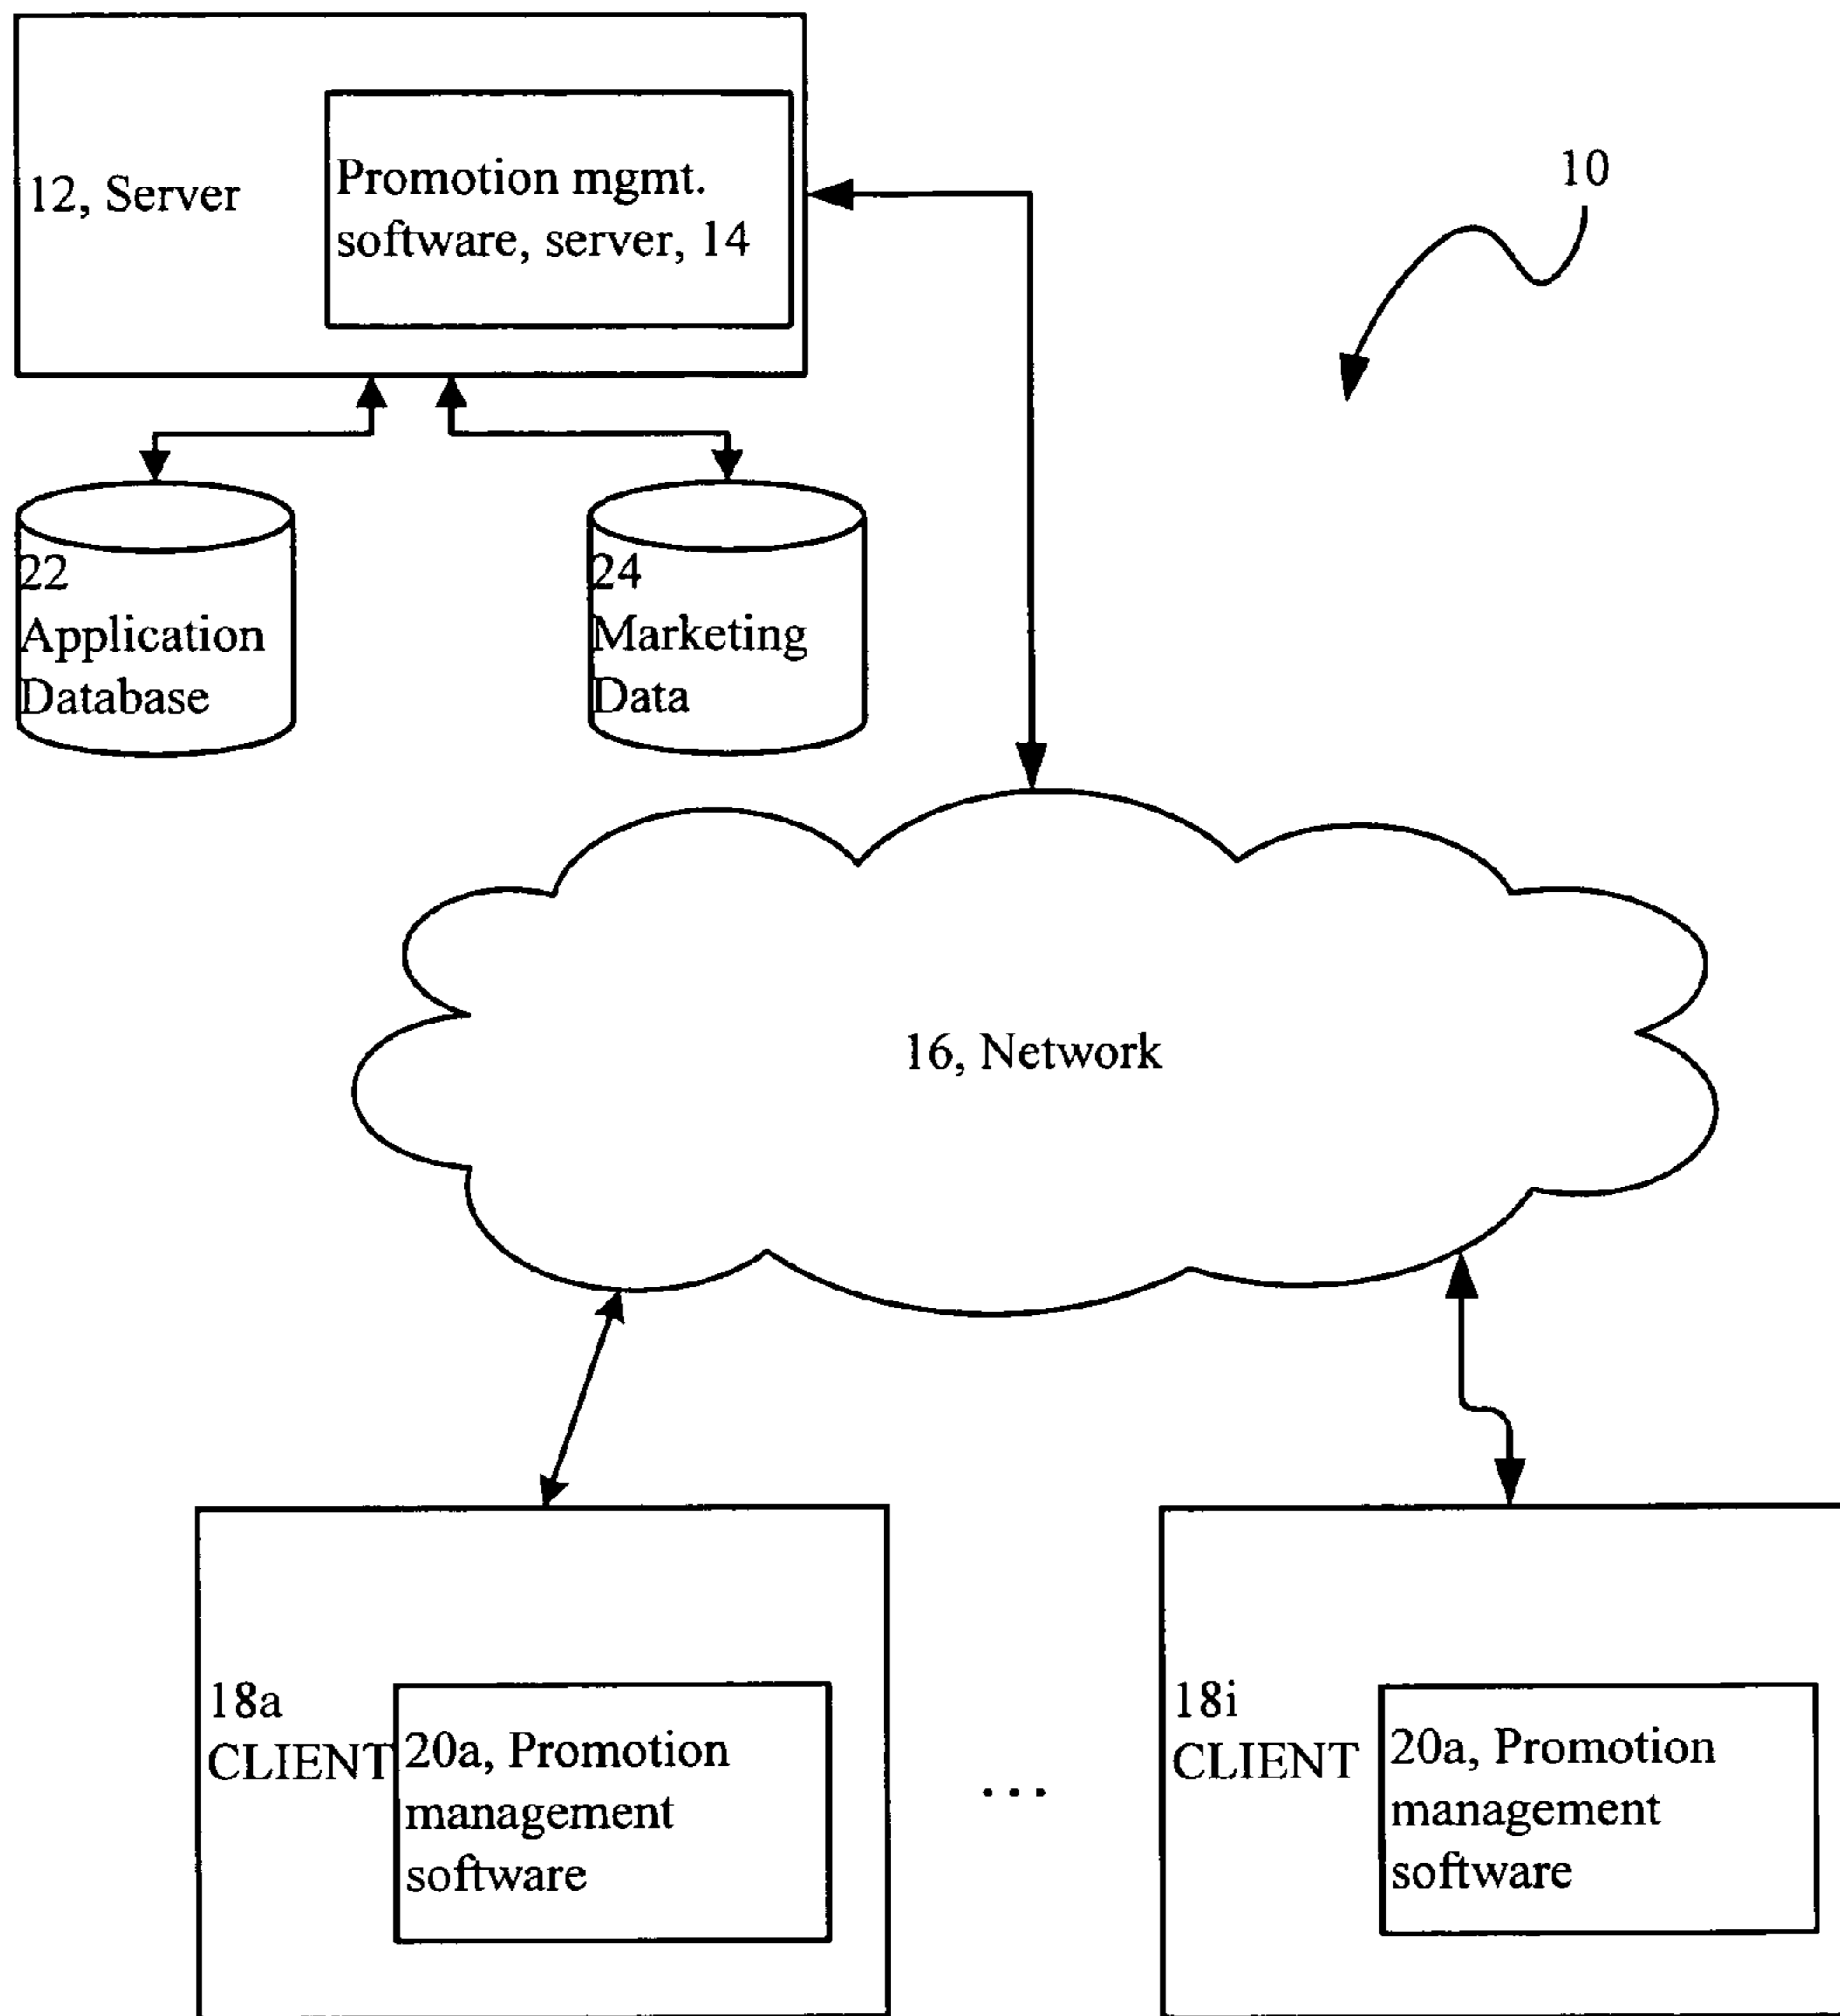 12, Server
Promotion mgmt.
software, server, 14
10
22
Application
Database
24
Marketing
Data
16, Network
18a
CLIENT
20a, Promotion
management
software
...
18i
CLIENT
20a, Promotion
management
software